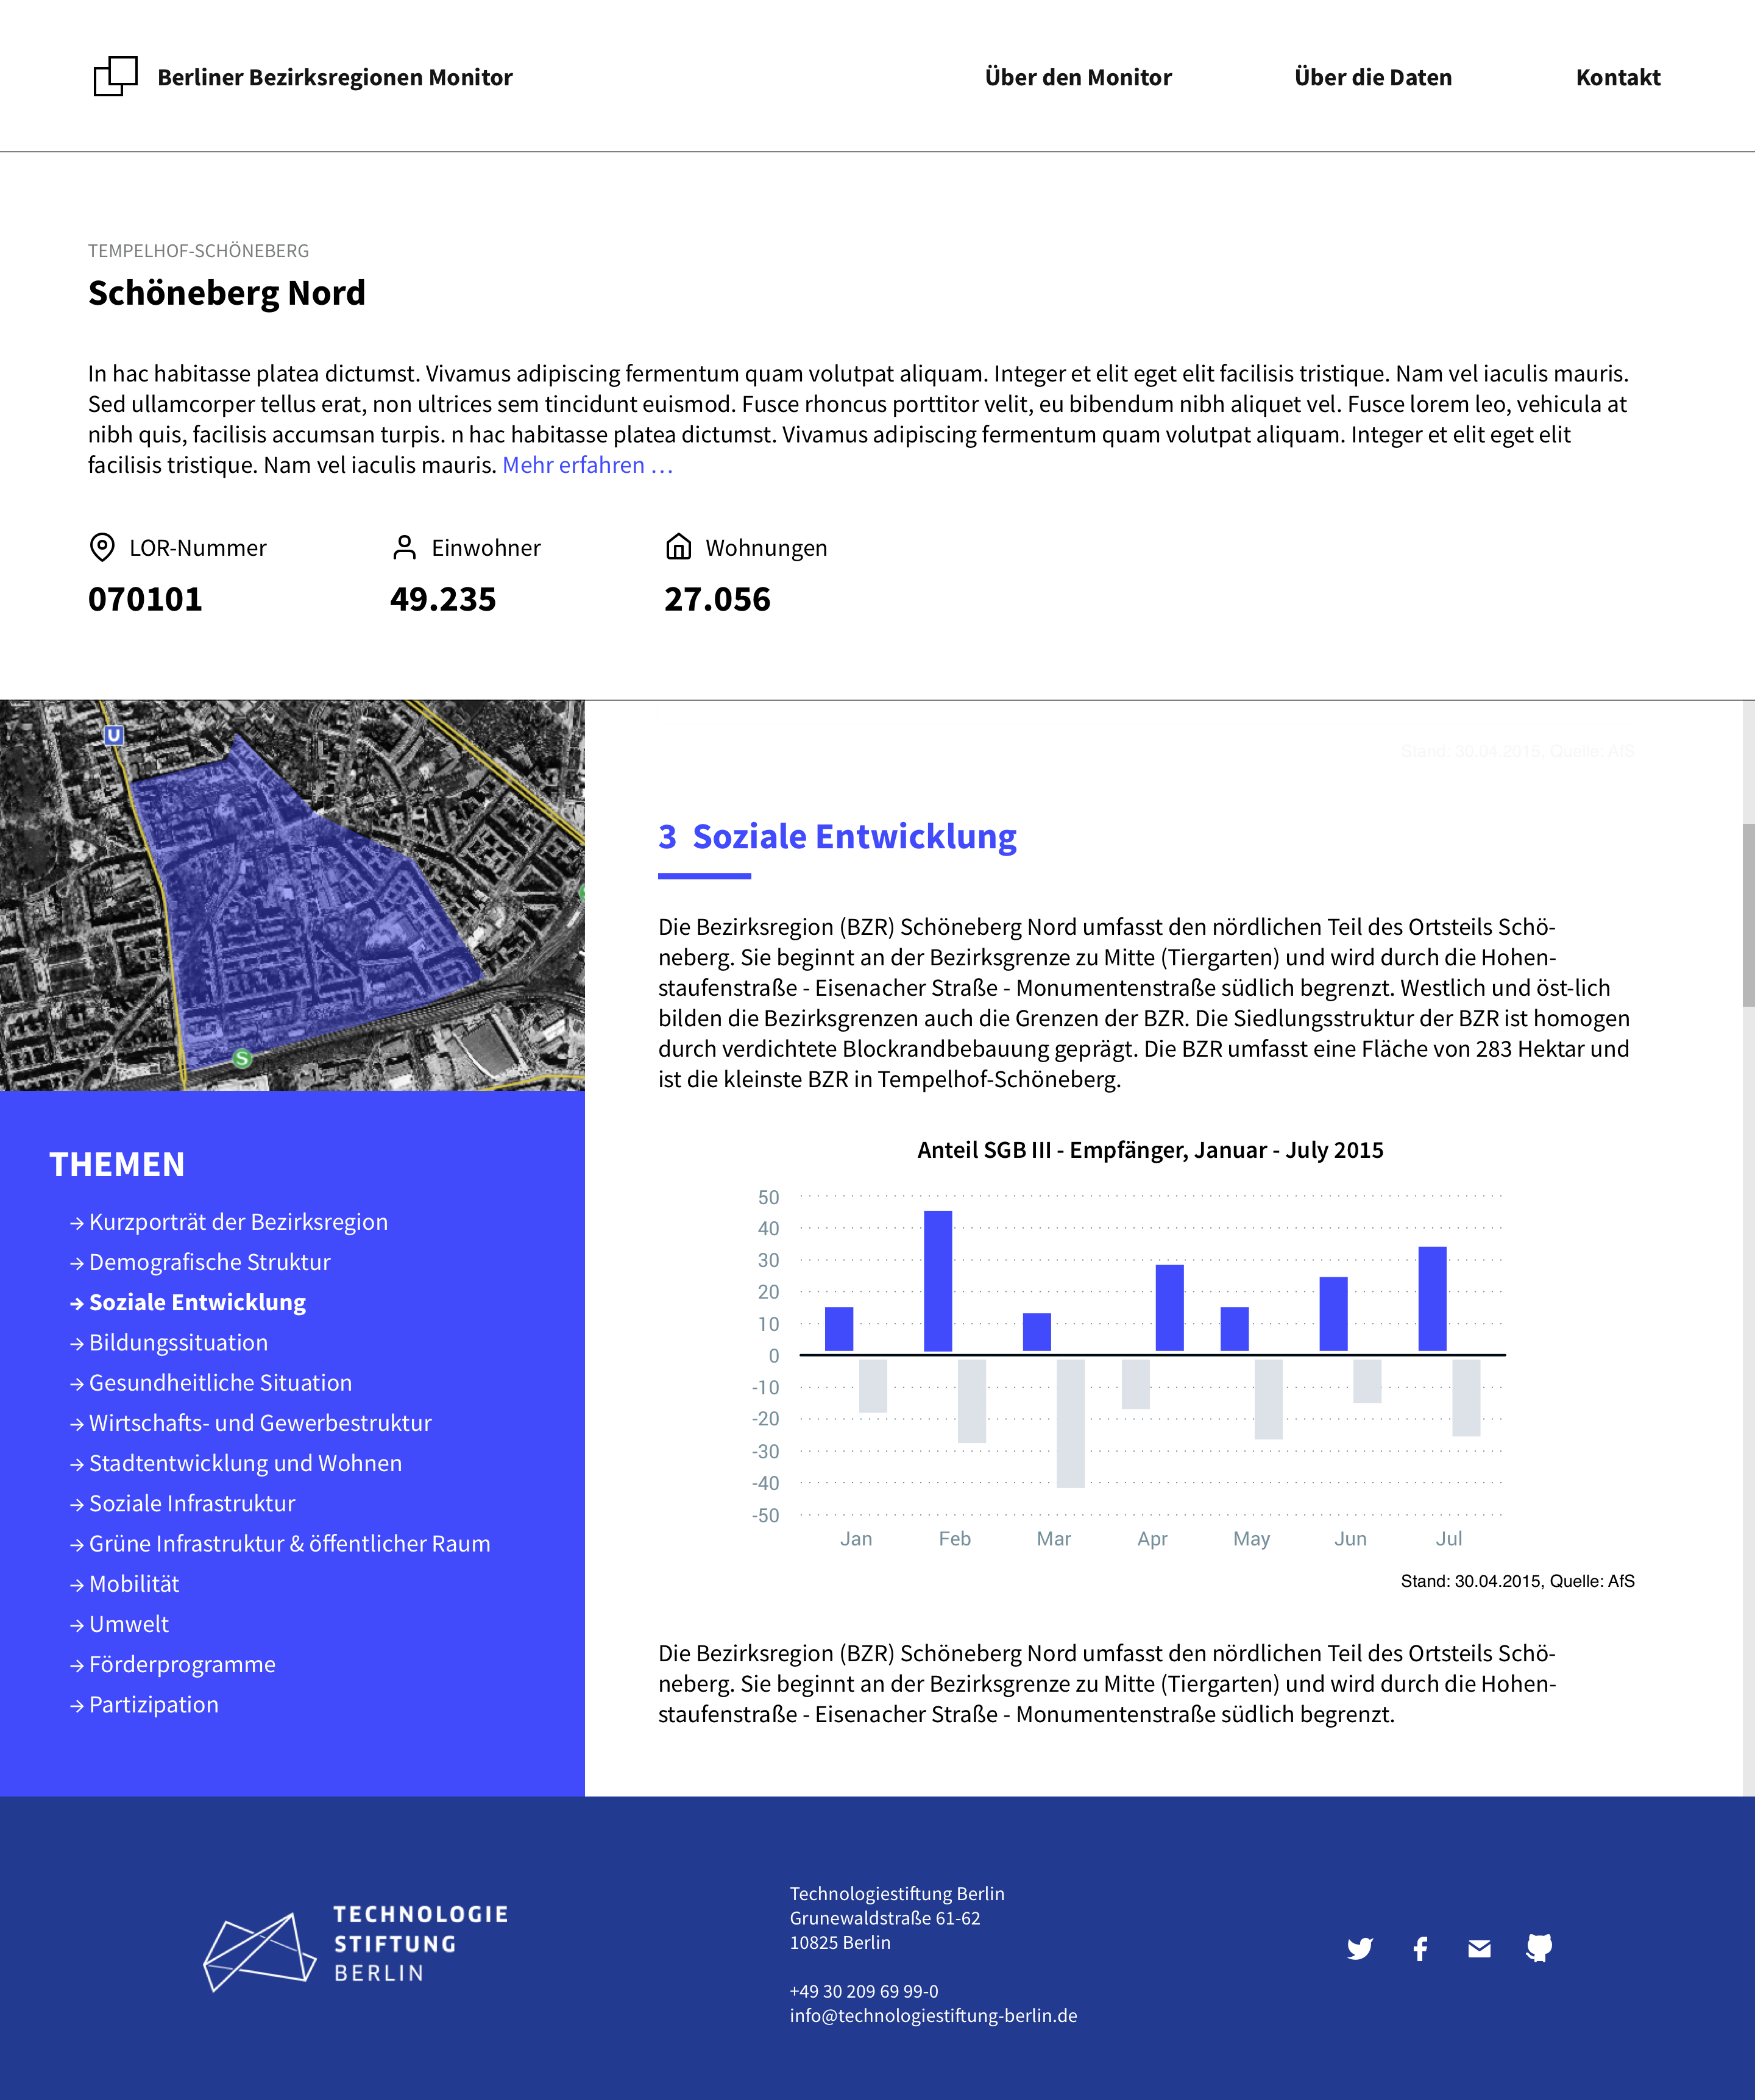 Berliner Bezirksregionen Monitor
Über den Monitor
Über die Daten
Kontakt
TEMPELHOF-SCHÖNEBERG
Schöneberg Nord
In hac habitasse platea dictumst. Vivamus adipiscing fermentum quam volutpat aliquam. Integer et elit eget elit facilisis tristique. Nam vel iaculis mauris.
Sed ullamcorper tellus erat, non ultrices sem tincidunt euismod. Fusce rhoncus porttitor velit, eu bibendum nibh aliquet vel. Fusce lorem leo, vehicula at
nibh quis, facilisis accumsan turpis. n hac habitasse platea dictumst. Vivamus adipiscing fermentum quam volutpat aliquam. Integer et elit eget elit
facilisis tristique. Nam vel iaculis mauris. Mehr erfahren …
LOR-Nummer
070101
Einwohner
49.235
Wohnungen
27.056
U
S
THEMEN
→ Kurzporträt der Bezirksregion
→ Demografische Struktur
→ Soziale Entwicklung
→ Bildungssituation
→ Gesundheitliche Situation
→ Wirtschafts- und Gewerbestruktur
→ Stadtentwicklung und Wohnen
→ Soziale Infrastruktur
→ Grüne Infrastruktur & öffentlicher Raum
→ Mobilität
→ Umwelt
→ Förderprogramme
→ Partizipation
Stand: 30.04.2015, Quelle: AfS
3 Soziale Entwicklung
Die Bezirksregion (BZR) Schöneberg Nord umfasst den nördlichen Teil des Ortsteils Schö-
neberg. Sie beginnt an der Bezirksgrenze zu Mitte (Tiergarten) und wird durch die Hohen-
staufenstraße - Eisenacher Straße - Monumentenstraße südlich begrenzt. Westlich und öst-lich
bilden die Bezirksgrenzen auch die Grenzen der BZR. Die Siedlungsstruktur der BZR ist homogen
durch verdichtete Blockrandbebauung geprägt. Die BZR umfasst eine Fläche von 283 Hektar und
ist die kleinste BZR in Tempelhof-Schöneberg.
Anteil SGB III - Empfänger, Januar - July 2015
50
40
30
20
10
0
-10
-20
-30
-40
-50
Jan Feb Mar Apr May Jun Jul
Stand: 30.04.2015, Quelle: AfS
Die Bezirksregion (BZR) Schöneberg Nord umfasst den nördlichen Teil des Ortsteils Schö-
neberg. Sie beginnt an der Bezirksgrenze zu Mitte (Tiergarten) und wird durch die Hohen-
staufenstraße - Eisenacher Straße - Monumentenstraße südlich begrenzt.
TECHNOLOGIE
STIFTUNG
BERLIN
Technologiestiftung Berlin
Grunewaldstraße 61-62
10825 Berlin
+49 30 209 69 99-0
info@technologiestiftung-berlin.de